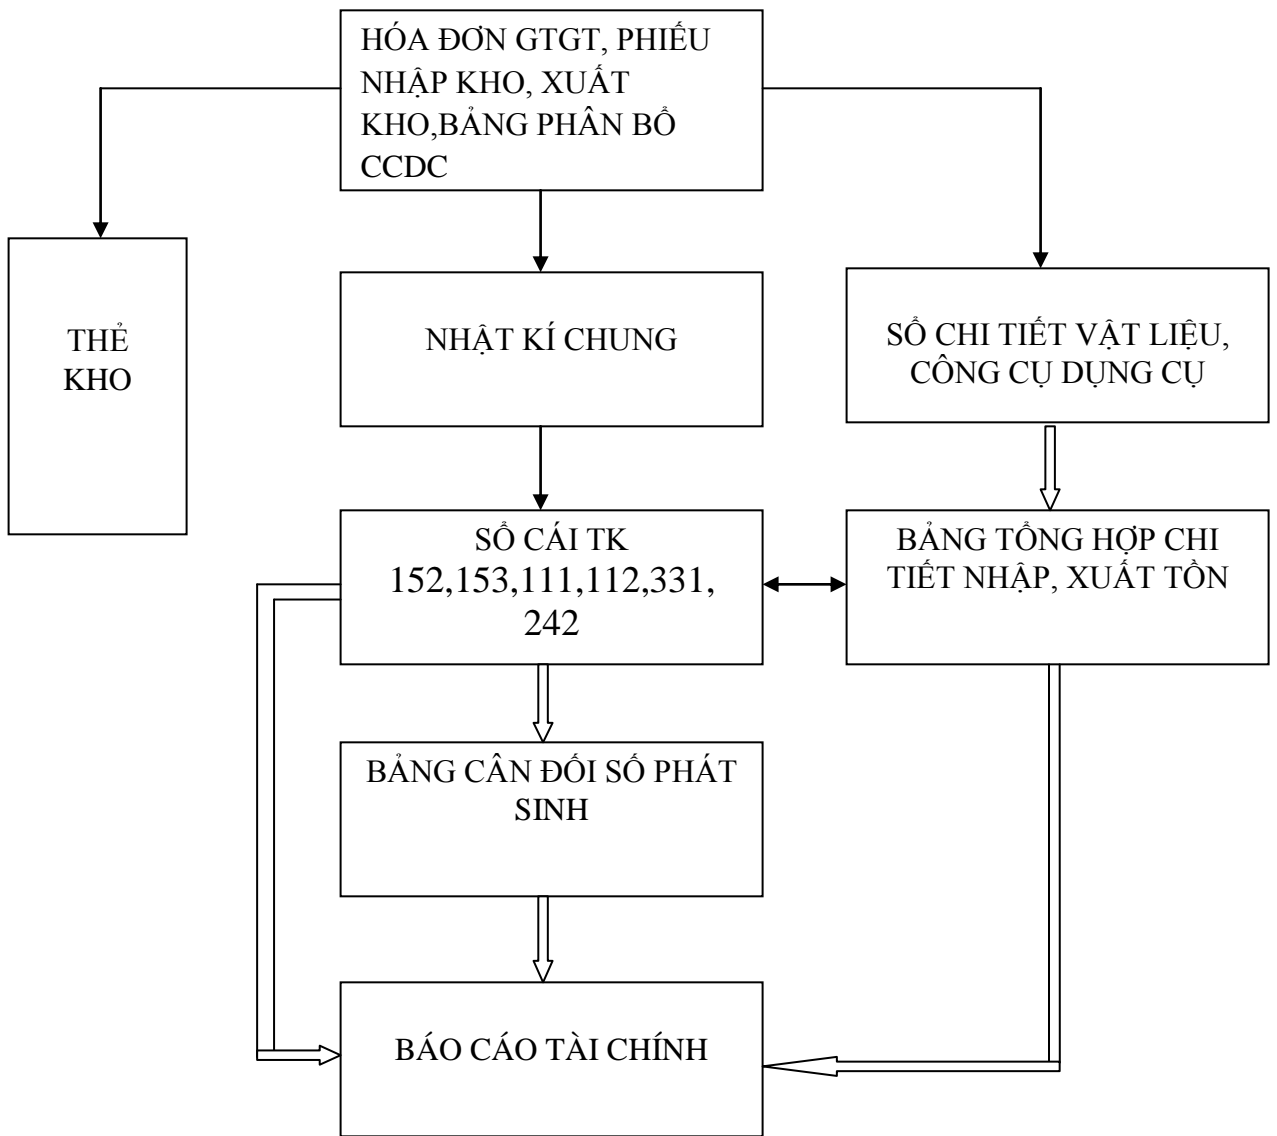 HÓA ĐƠN GTGT, PHIẾU
NHẬP KHO, XUẤT
KHO,BẢNG PHÂN BỔ
CCDC
THẺ
KHO
NHẬT KÍ CHUNG
SỔ CHI TIẾT VẬT LIỆU,
CÔNG CỤ DỤNG CỤ
SỔ CÁI TK
152,153,111,112,331,
242
BẢNG TỔNG HỢP CHI
TIẾT NHẬP, XUẤT TỒN
BẢNG CÂN ĐỐI SỐ PHÁT
SINH
BÁO CÁO TÀI CHÍNH